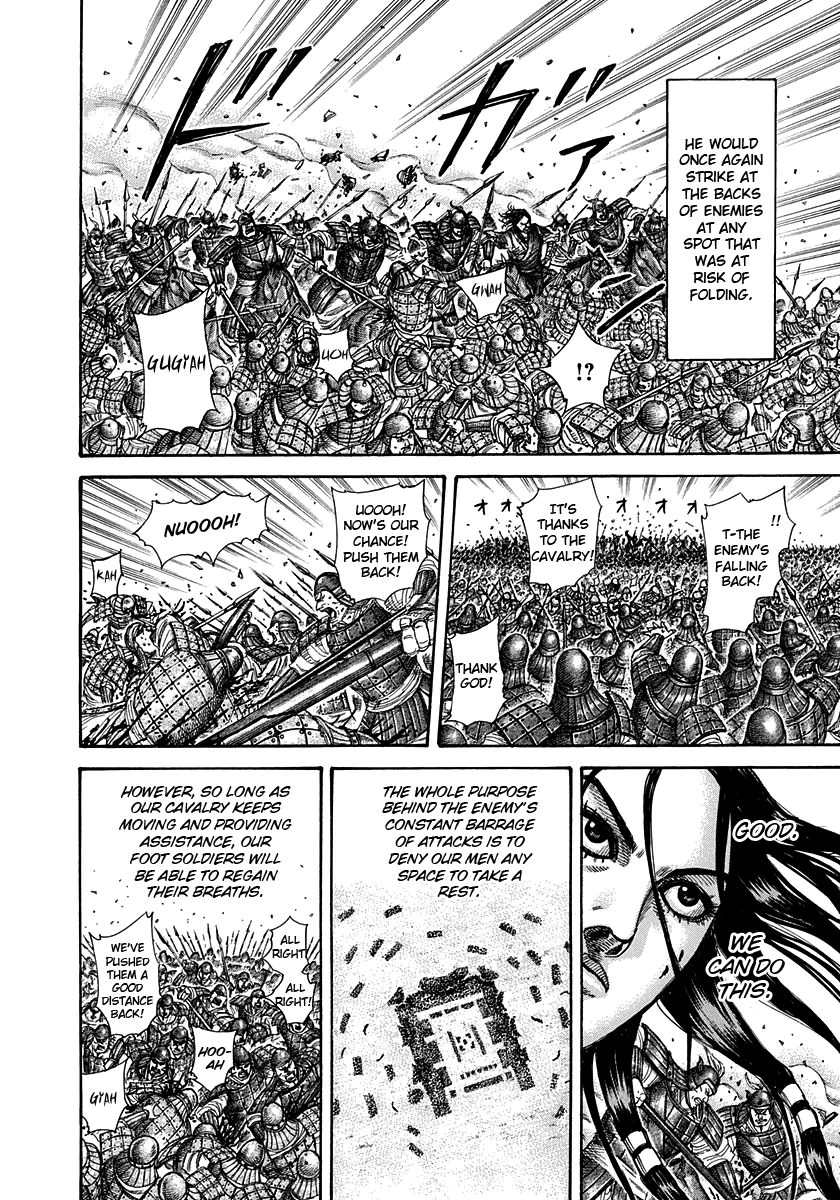 ドガァッ
HE WOULD
ONCE AGAIN
STRIKE AT
THE BACKS
OF ENEMIES
AT ANY
SPOT THAT
WAS AT
RISK OF
FOLDING.
GWAH
!?
UOH
GUGYAH
!!
T-THE
ENEMY'S
FALLING
BACK!
オオオオオ
IT'S
THANKS
TO THE
CAVALRY!
THANK
GOD!
UOOOH!
NOW'S OUR
CHANCE!
PUSH THEM
BACK!
NUOOOH!
KAH
GOOD.
WE
CAN DO
THIS.
THE WHOLE PURPOSE
BEHIND THE ENEMY'S
CONSTANT BARRAGE
OF ATTACKS IS TO
DENY OUR MEN ANY
SPACE TO TAKE A
REST.
HOWEVER, SO LONG AS
OUR CAVALRY KEEPS
MOVING AND PROVIDING
ASSISTANCE, OUR
FOOT SOLDIERS WILL
BE ABLE TO REGAIN
THEIR BREATHS.
ALL
RIGHT!
ALL
RIGHT!
WE'VE
PUSHED
THEM A
GOOD
DISTANCE
BACK!
HOO-
AH
GYAH